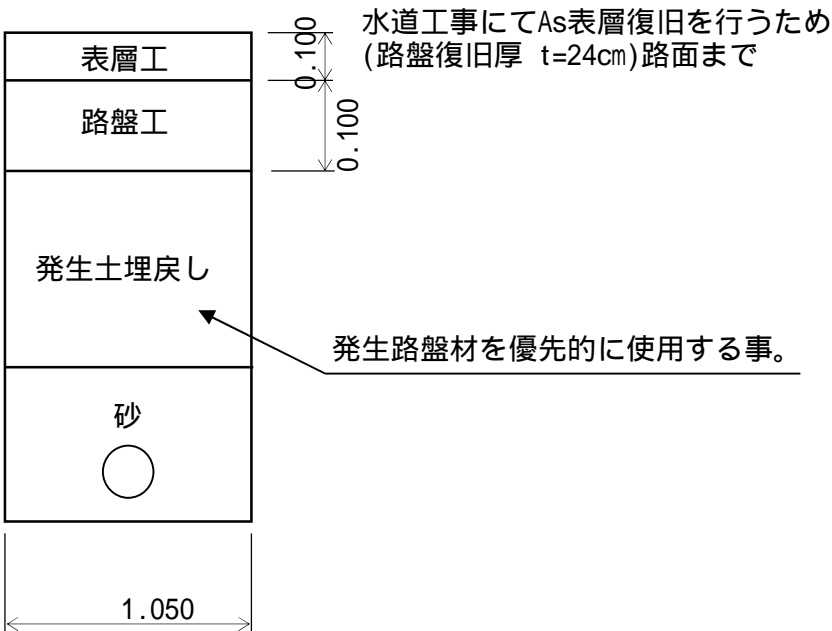 水道工事にてAs表層復旧を行うため
(路盤復旧厚 t=24㎝)路面まで
0.100
表層工
0.100
路盤工
発生土埋戻し
発生路盤材を優先的に使用する事。
砂
1.050